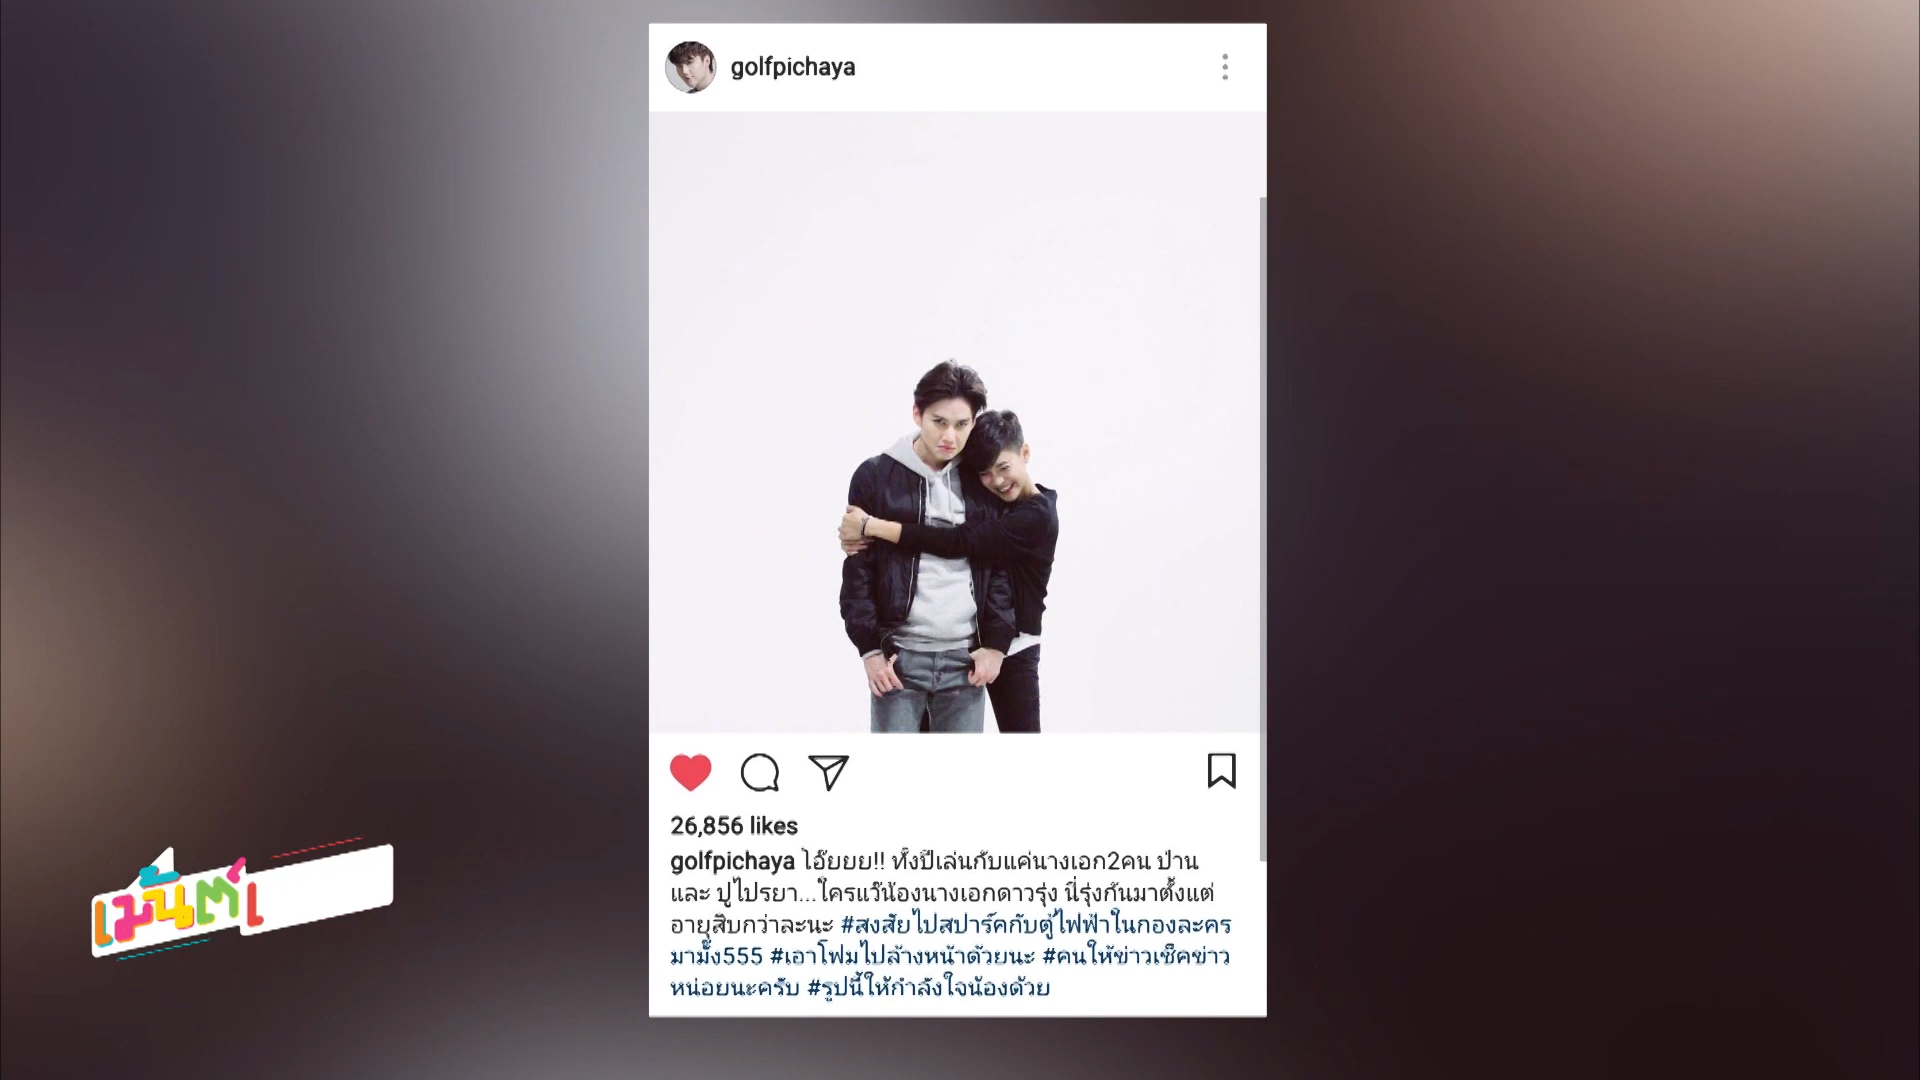 golfpichaya
26,856 likes
golfpichaya โอ๊ยยย!! ทั้งปีเล่นกับแค่นางเอก2คน ป่าน
และ ปูไปรยา...ใครแว๊น้องนางเอกดาวรุ่ง นี่รุ่งกันมาตั้งแต่
อายุสิบกว่าละนะ #สงสัยไปสปาร์คกับตู้ไฟฟ้าในกองละคร
มามั๊ง555 #เอาโฟมไปล้างหน้าด้วยนะ #คนให้ข่าวเช็คข่าว
หน่อยนะครับ #รูปนี้ให้กำลังใจน้องด้วย
เม้นต์เ